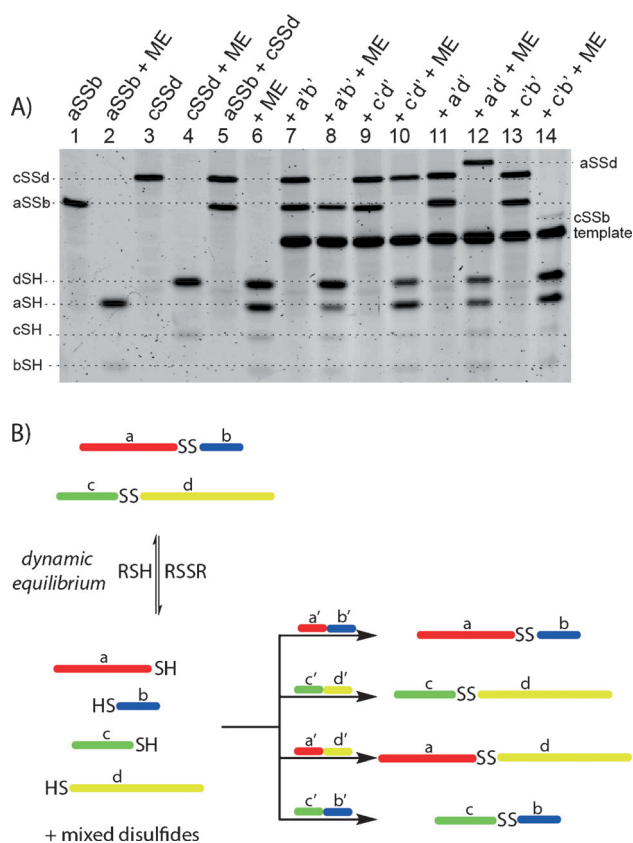 A)
aSSb
aSSb + ME
cSSd
cSSd + ME
aSSb + cSSd
+ ME
+ a'b'
+ a'b' + ME
+ c'd'
+ c'd' + ME
+ a'd'
+ a'd' + ME
+ c'b'
+ c'b' + ME
1 2 3 4 5 6 7 8 9 10 11 12 13 14
aSSd
cSSd
aSSb
cSSb
template
dSH
aSH
cSH
bSH
B)
a SS b
c SS d
dynamic
equilibrium
RSH RSSR
a SH
HS b
c SH
HS d
+ mixed disulfides
a' b'
a SS b
c' d'
c SS d
a' d'
a SS d
c' b'
c SS b